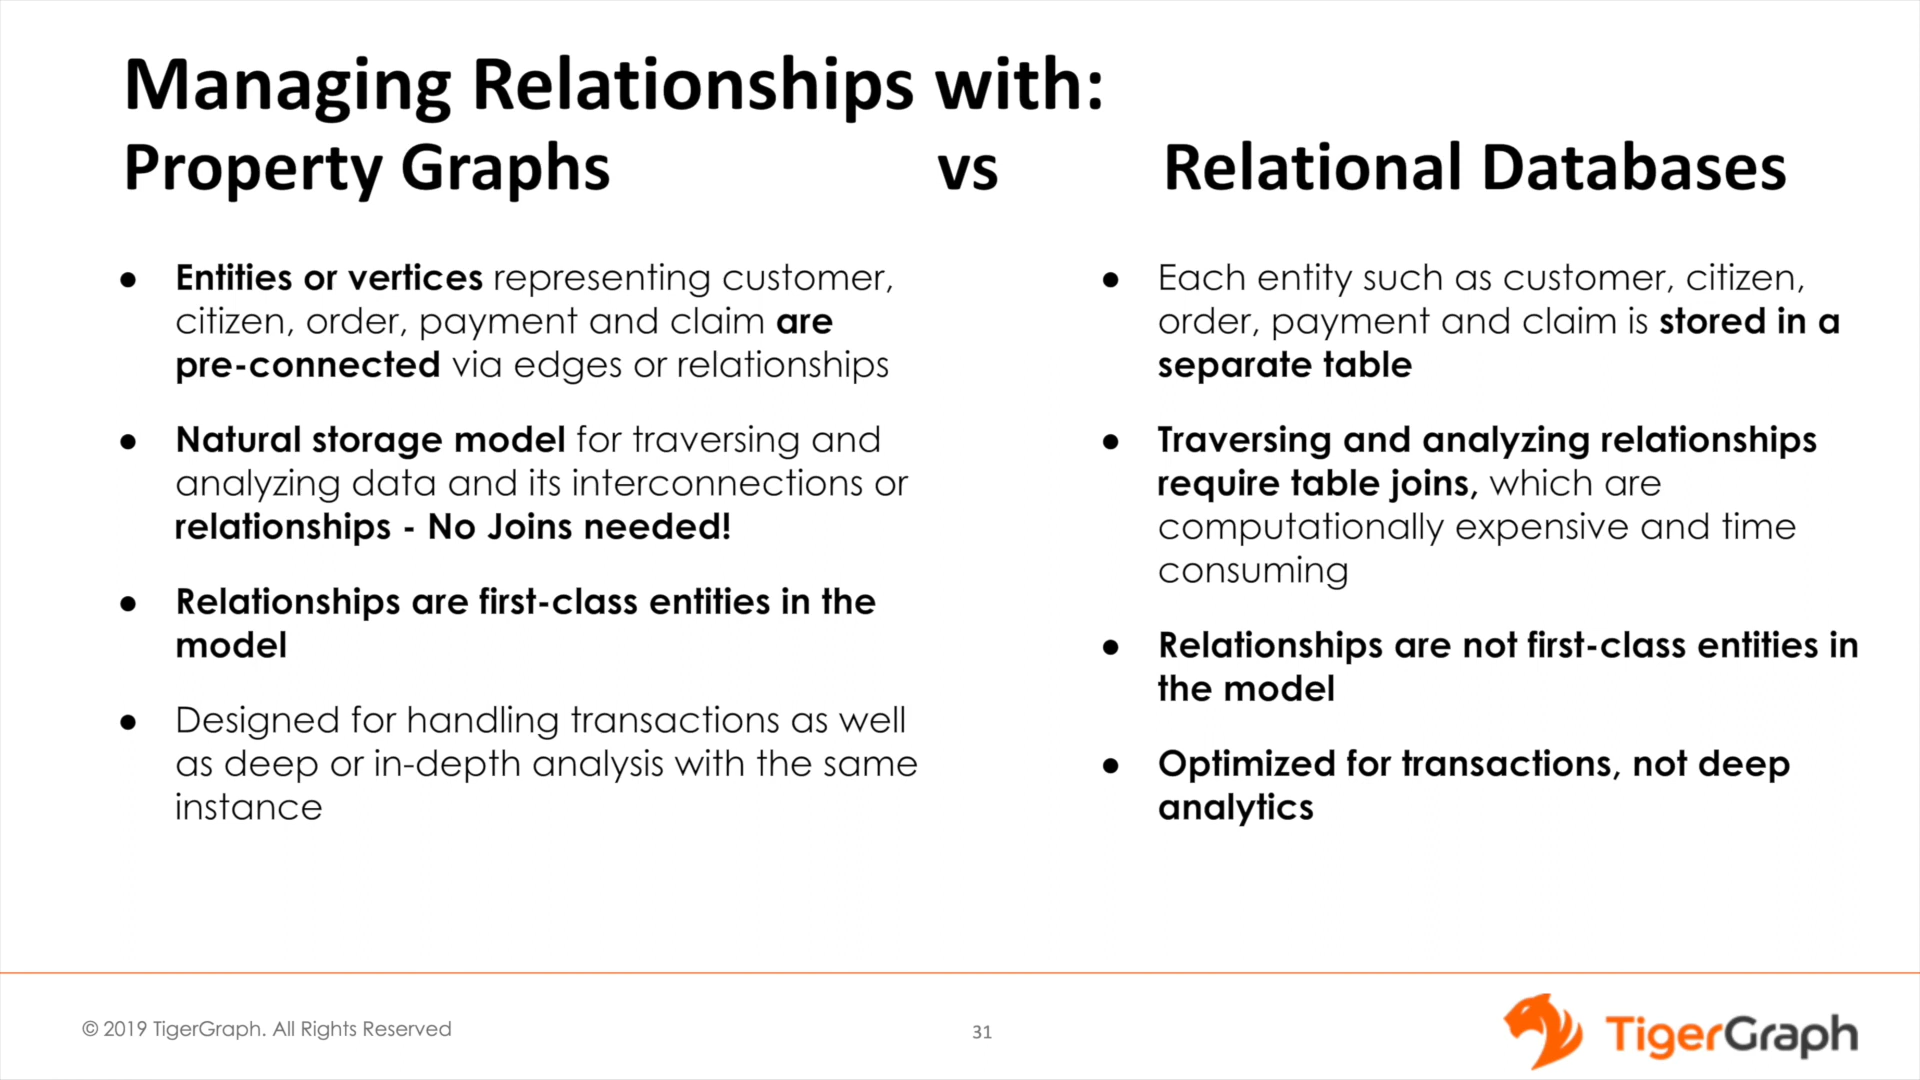 Managing Relationships with:
Property Graphs vs Relational Databases
● Entities or vertices representing customer,
citizen, order, payment and claim are
pre-connected via edges or relationships
● Natural storage model for traversing and
analyzing data and its interconnections or
relationships - No Joins needed!
● Relationships are first-class entities in the
model
● Designed for handling transactions as well
as deep or in-depth analysis with the same
instance
● Each entity such as customer, citizen,
order, payment and claim is stored in a
separate table
● Traversing and analyzing relationships
require table joins, which are
computationally expensive and time
consuming
● Relationships are not first-class entities in
the model
● Optimized for transactions, not deep
analytics
© 2019 TigerGraph. All Rights Reserved
31
TigerGraph